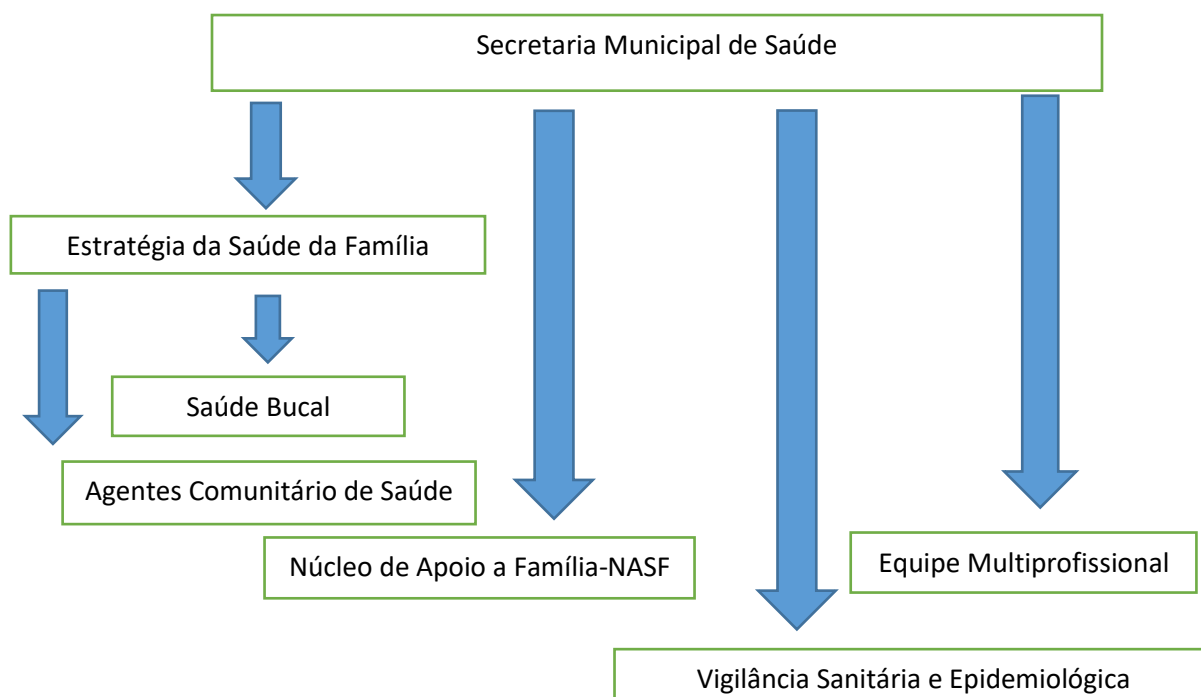 Secretaria Municipal de Saúde
Estratégia da Saúde da Família
Saúde Bucal
Agentes Comunitário de Saúde
Núcleo de Apoio a Família-NASF
Equipe Multiprofissional
Vigilância Sanitária e Epidemiológica